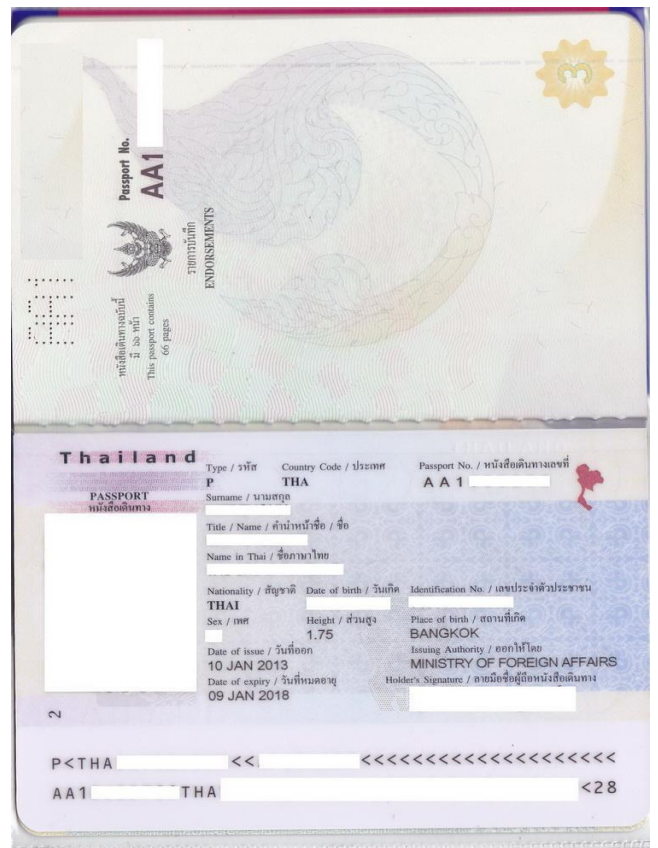 Passport No.
AA1
รายการบันทึก
ENDORSEMENTS
หนังสือเดินทางฉบับนี้
มี ๖๖ หน้า
This passport contains
66 pages
3
Thailand
PASSPORT
หนังสือเดินทาง
Type / รหัส Country Code / ประเทศ Passport No. / หนังสือเดินทางเลขที่
P THA AA1
Surname / นามสกุล
Title / Name / คำนำหน้าชื่อ / ชื่อ
Name in Thai / ชื่อภาษาไทย
Nationality / สัญชาติ Date of birth / วันเกิด Identification No. / เลขประจำตัวประชาชน
THAI
Sex / เพศ Height / ส่วนสูง Place of birth / สถานที่เกิด
1.75 BANGKOK
Date of issue / วันที่ออก Issuing Authority / ออกให้โดย
10 JAN 2013 MINISTRY OF FOREIGN AFFAIRS
Date of expiry / วันที่หมดอายุ Holder's Signature / ลายมือชื่อผู้ถือหนังสือเดินทาง
09 JAN 2018
2
P<THA << <<<<<<<<<<<<<<<<<<<<
AA1 THA <28